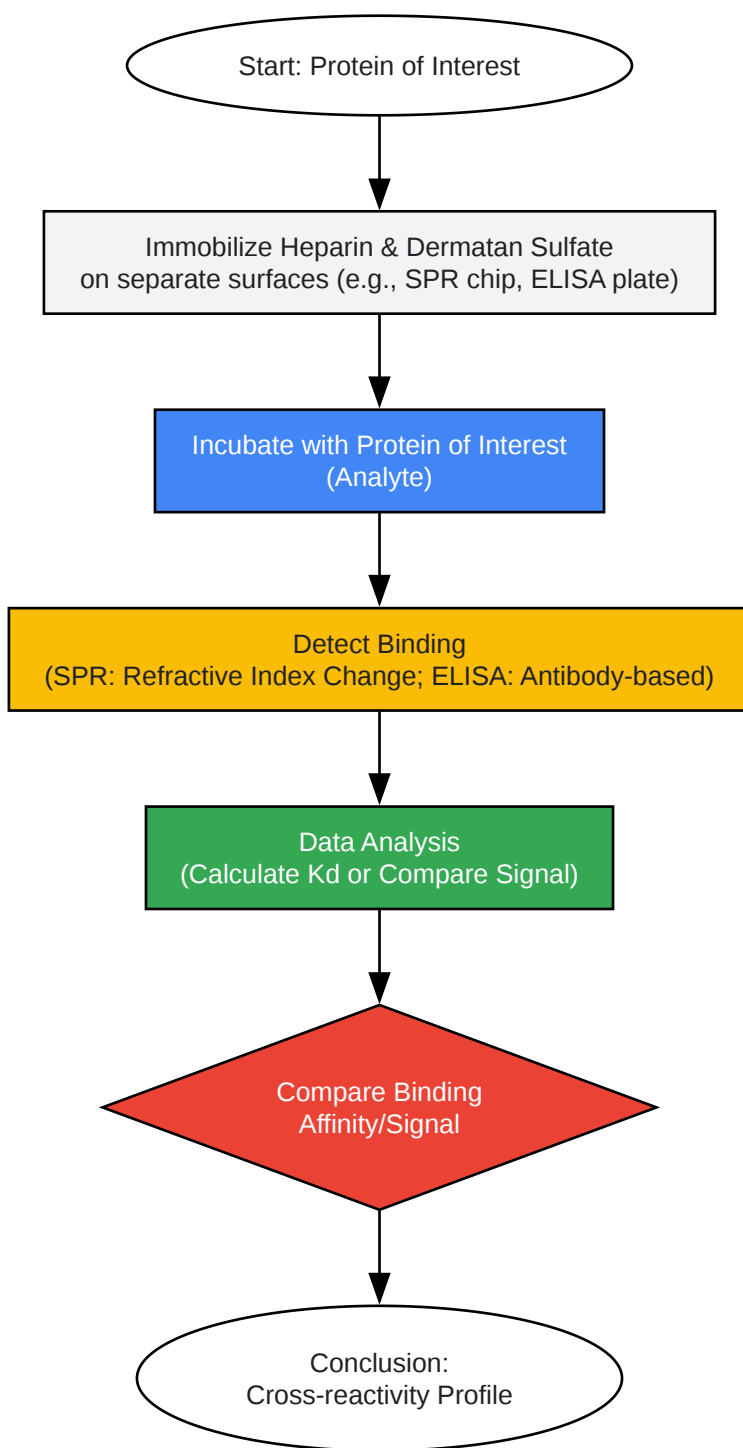 Start: Protein of Interest
Immobilize Heparin & Dermatan Sulfate
on separate surfaces (e.g., SPR chip, ELISA plate)
Incubate with Protein of Interest
(Analyte)
Detect Binding
(SPR: Refractive Index Change; ELISA: Antibody-based)
Data Analysis
(Calculate Kd or Compare Signal)
Compare Binding
Affinity/Signal
Conclusion:
Cross-reactivity Profile